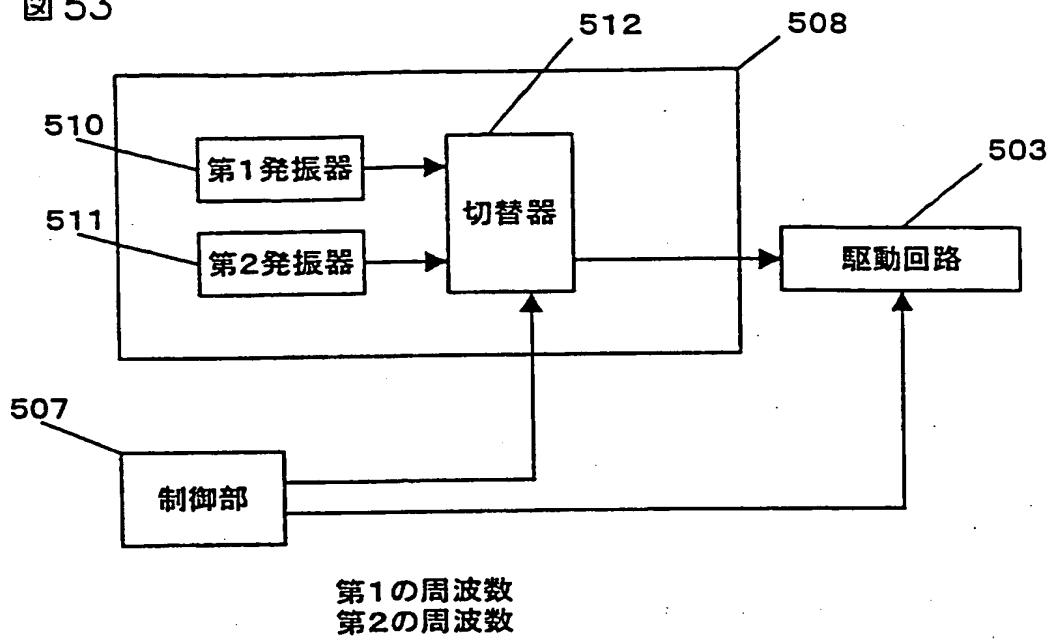 図 53
512
508
510
第1発振器
503
511
切替器
第2発振器
駆動回路
507
制御部
第1の周波数
第2の周波数